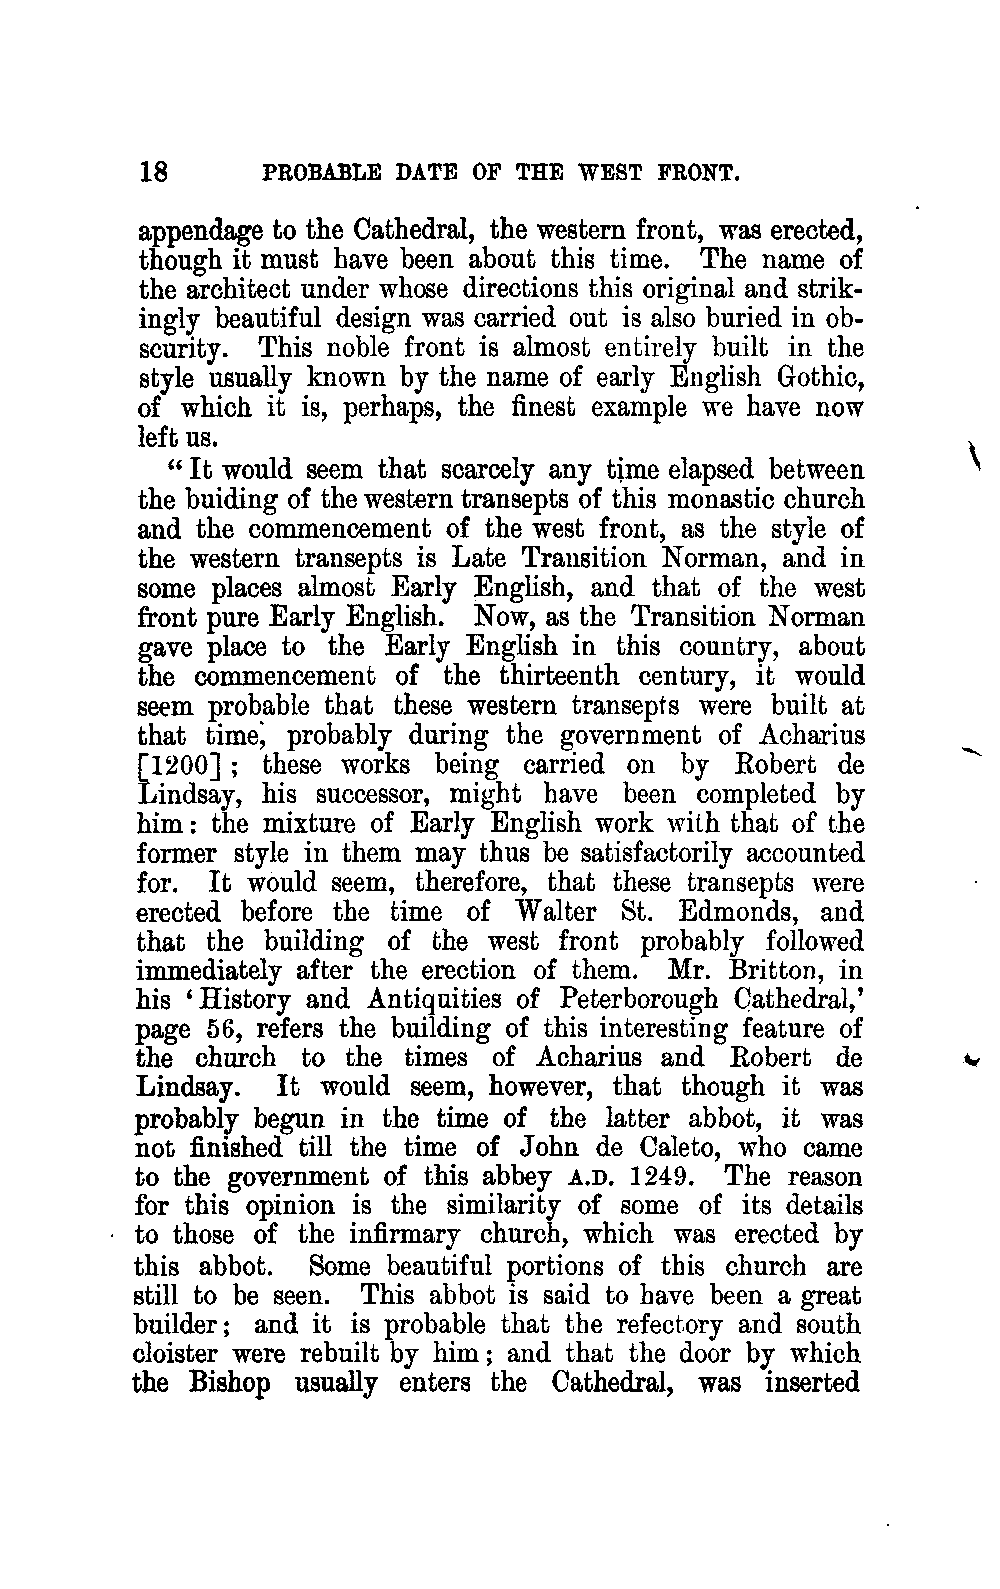 18 PROBABLE DATE OF THE WEST FRONT.
appendage to the Cathedral, the western front, was erected,
though it must have been about this time. The name of
the architect under whose directions this original and strik-
ingly beautiful design was carried out is also buried in ob-
scurity. This noble front is almost entirely built in the
style usually known by the name of early English Gothic,
of which it is, perhaps, the finest example we have now
left us.
“It would seem that scarcely any time elapsed between
the buiding of the western transepts of this monastic church
and the commencement of the west front, as the style of
the western transepts is Late Transition Norman, and in
some places almost Early English, and that of the west
front pure Early English. Now, as the Transition Norman
gave place to the Early English in this country, about
the commencement of the thirteenth century, it would
seem probable that these western transepts were built at
that time, probably during the government of Acharius
[1200]; these works being carried on by Robert de
Lindsay, his successor, might have been completed by
him: the mixture of Early English work with that of the
former style in them may thus be satisfactorily accounted
for. It would seem, therefore, that these transepts were
erected before the time of Walter St. Edmonds, and
that the building of the west front probably followed
immediately after the erection of them. Mr. Britton, in
his ‘History and Antiquities of Peterborough Cathedral,’
page 56, refers the building of this interesting feature of
the church to the times of Acharius and Robert de
Lindsay. It would seem, however, that though it was
probably begun in the time of the latter abbot, it was
not finished till the time of John de Caleto, who came
to the government of this abbey A.D. 1249. The reason
for this opinion is the similarity of some of its details
to those of the infirmary church, which was erected by
this abbot. Some beautiful portions of this church are
still to be seen. This abbot is said to have been a great
builder; and it is probable that the refectory and south
cloister were rebuilt by him; and that the door by which
the Bishop usually enters the Cathedral, was inserted